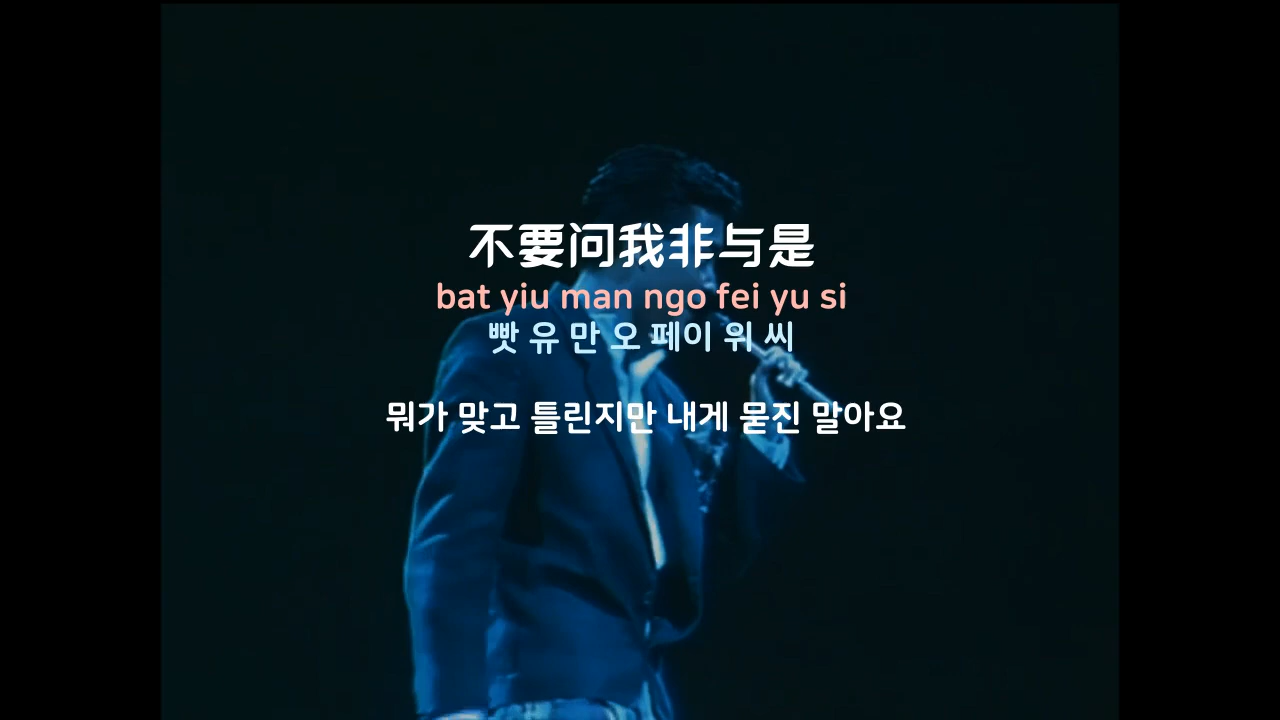 不要问我非与是
bat yiu man ngo fei yu si
빳 유 만 오 페이 위 씨
뭐가 맞고 틀린지만 내게 묻진 말아요